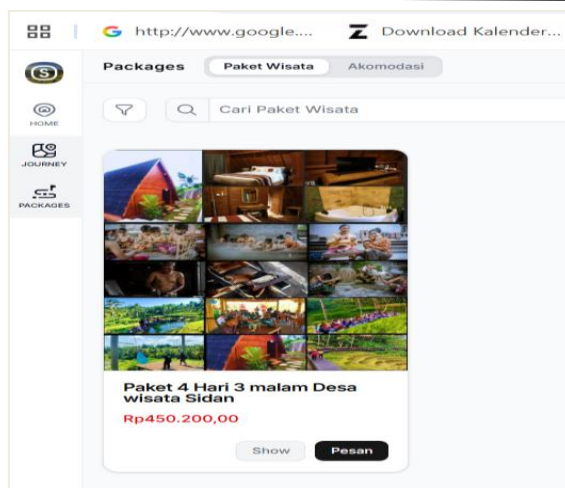 http://www.google.... Download Kalender...
S
Packages Paket Wisata Akomodasi
HOME
Cari Paket Wisata
JOURNEY
PACKAGES
Paket 4 Hari 3 malam Desa
wisata Sidan
Rp450.200,00
Show Pesan